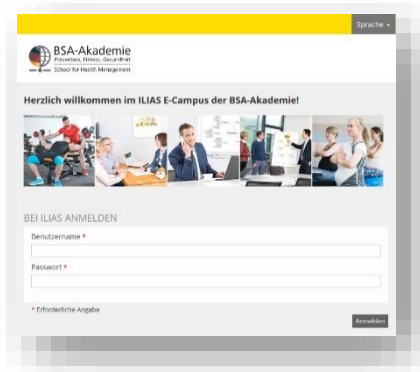 Sprache
BSA-Akademie
Prävention, Fitness, Gesundheit
School for Health Management
Herzlich willkommen im ILIAS E-Campus der BSA-Akademie!
BEI ILIAS ANMELDEN
Benutzername *
Passwort *
* Erforderliche Angabe
Anmelden